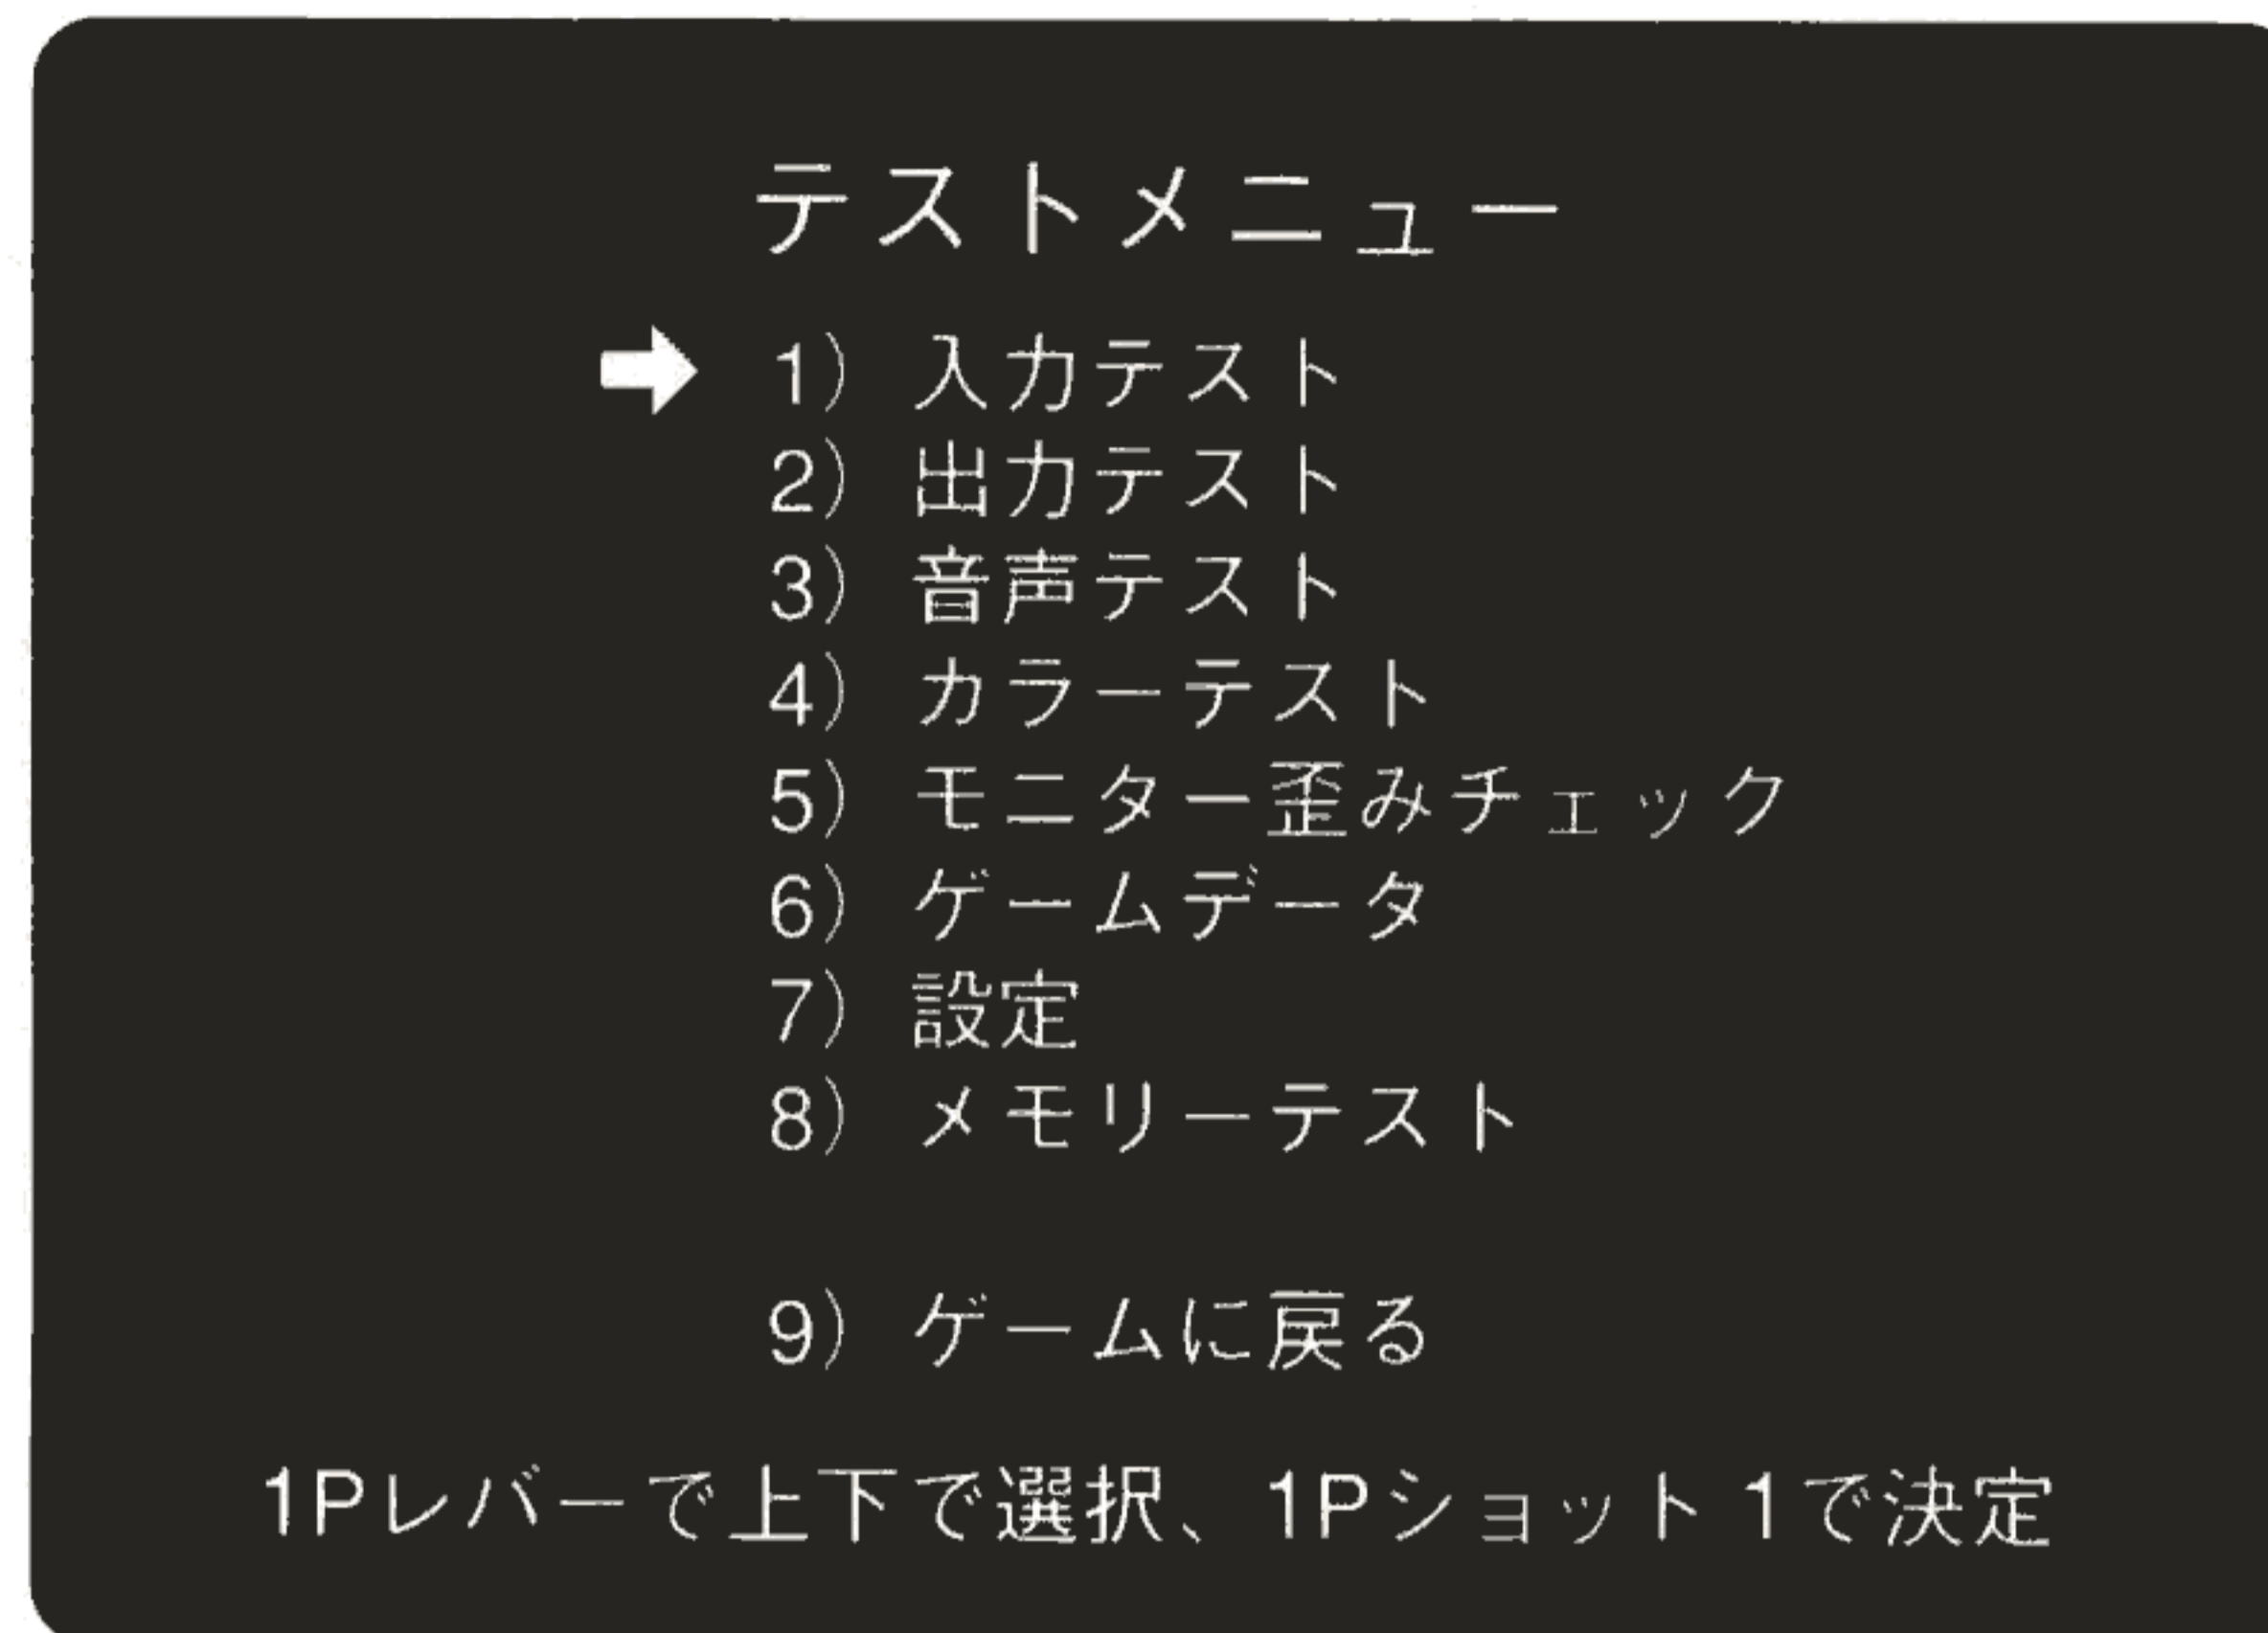 テストメニュー
1) 入力テスト
2) 出力テスト
3) 音声テスト
4) カラーテスト
5) モニター歪みチェック
6) ゲームデータ
7) 設定
8) メモリーテスト
9) ゲームに戻る
1Pレバーで上下で選択、1Pショット1で決定